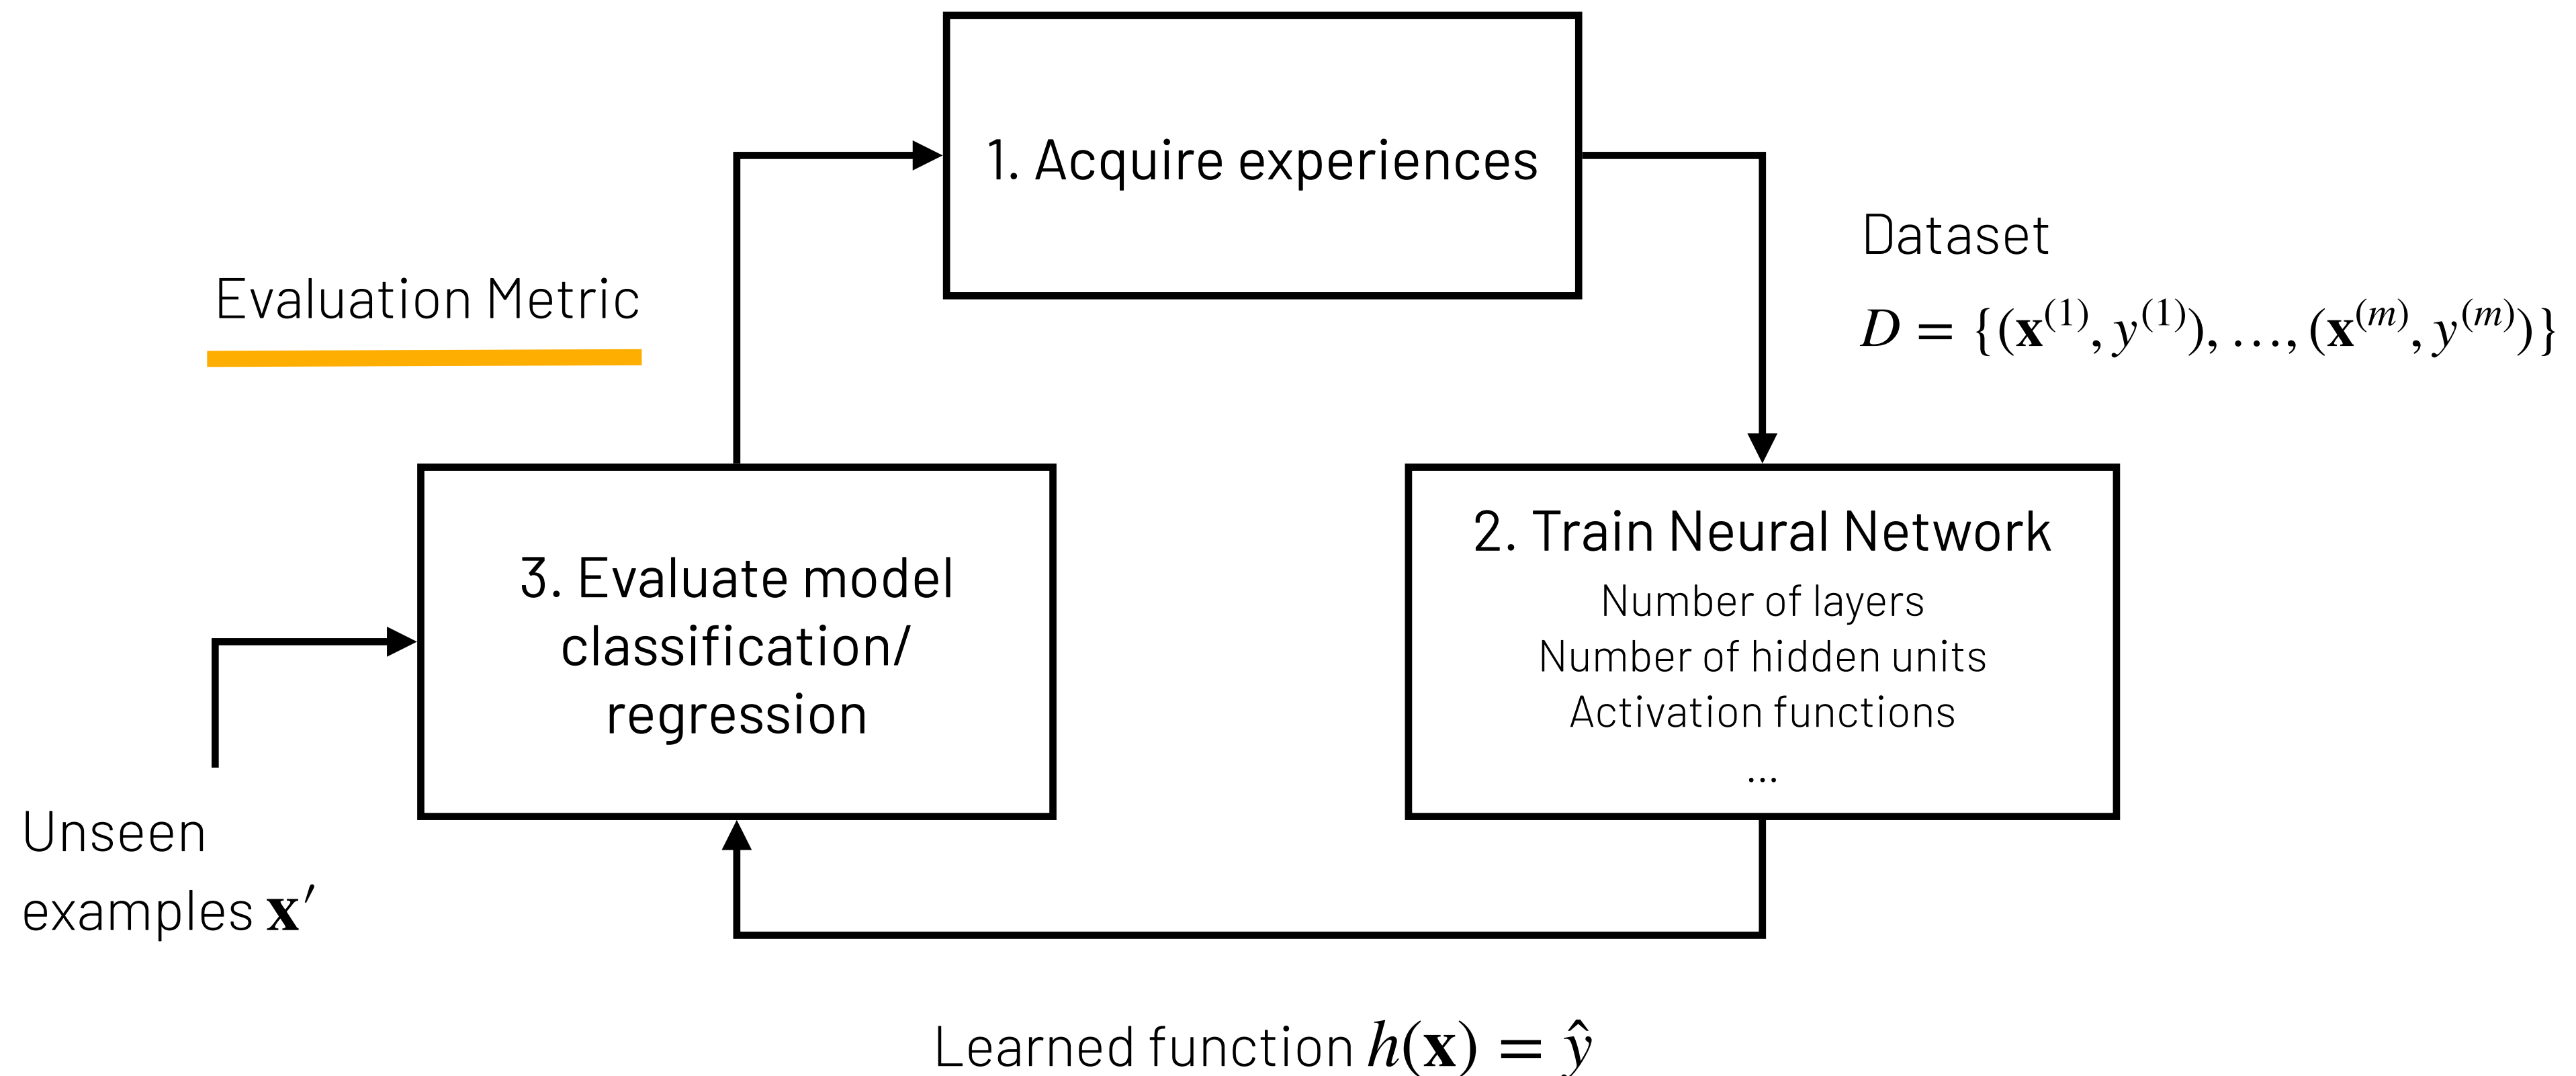 1. Acquire experiences
Dataset
D = {(x⁽¹⁾, y⁽¹⁾), …, (x⁽ᵐ⁾, y⁽ᵐ⁾)}
Evaluation Metric
2. Train Neural Network
Number of layers
Number of hidden units
Activation functions
...
3. Evaluate model
classification/
regression
Unseen
examples x′
Learned function h(x) = ŷ